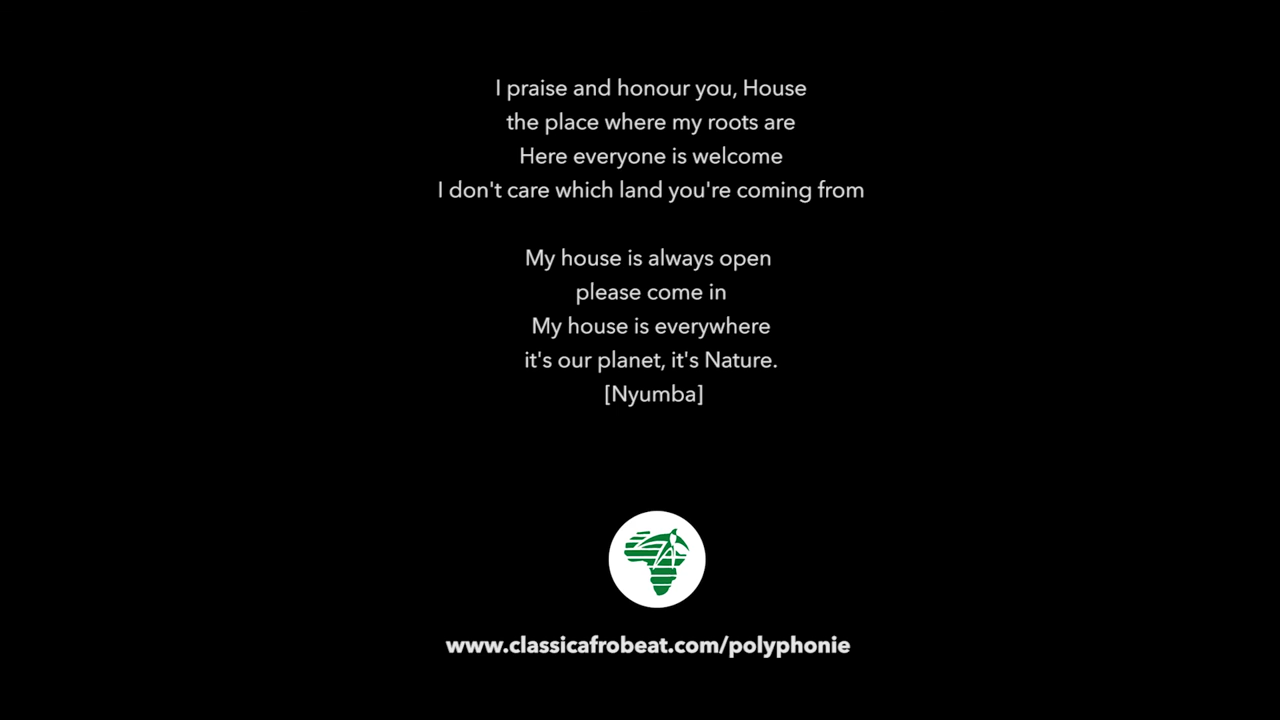 I praise and honour you, House
the place where my roots are
Here everyone is welcome
I don't care which land you're coming from
My house is always open
please come in
My house is everywhere
it's our planet, it's Nature.
[Nyumba]
www.classicafrobeat.com/polyphonie